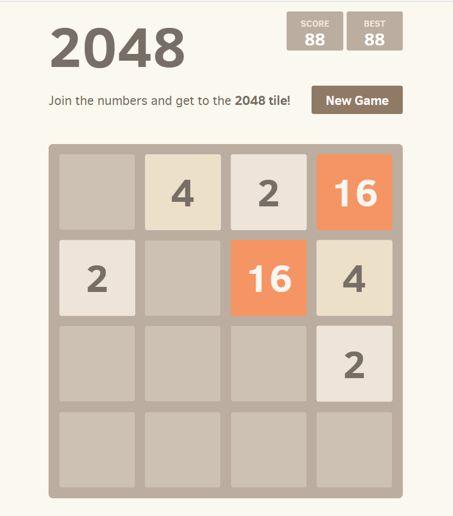 2048
SCORE
88
BEST
88
Join the numbers and get to the 2048 tile!
New Game
4 2 16
2 16 4
2